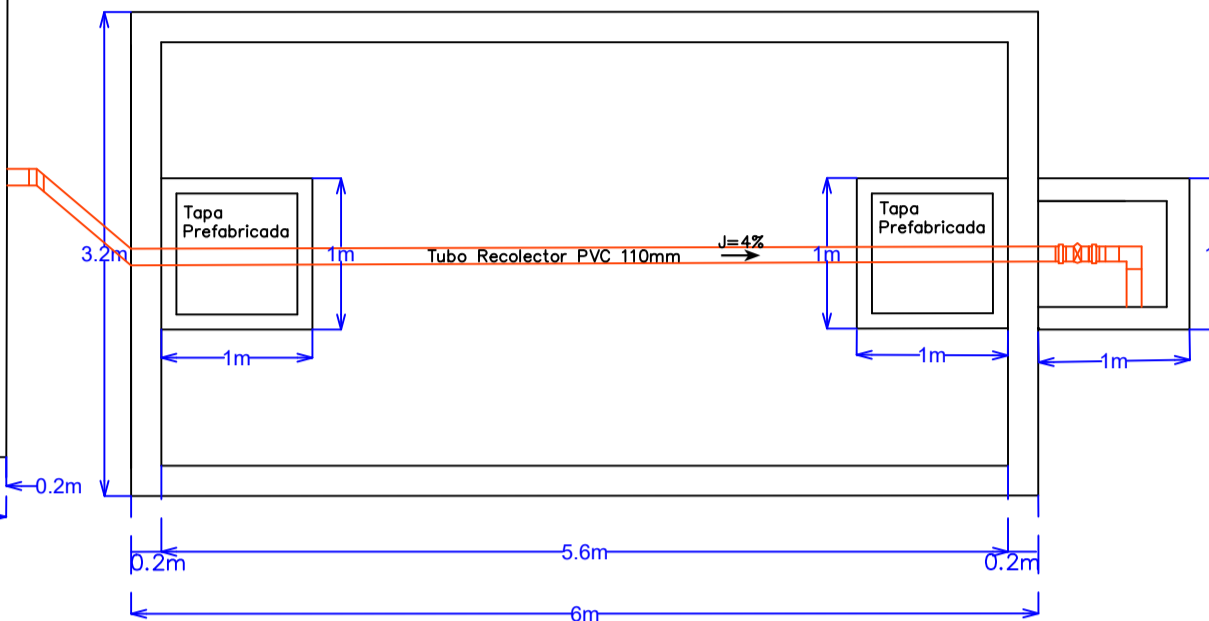 Tapa
Prefabricada
Tapa
Prefabricada
J=4%
3.2m
1m
Tubo Recolector PVC 110mm
1m
1m
1m
1m
0.2m
5.6m
0.2m
0.2m
6m